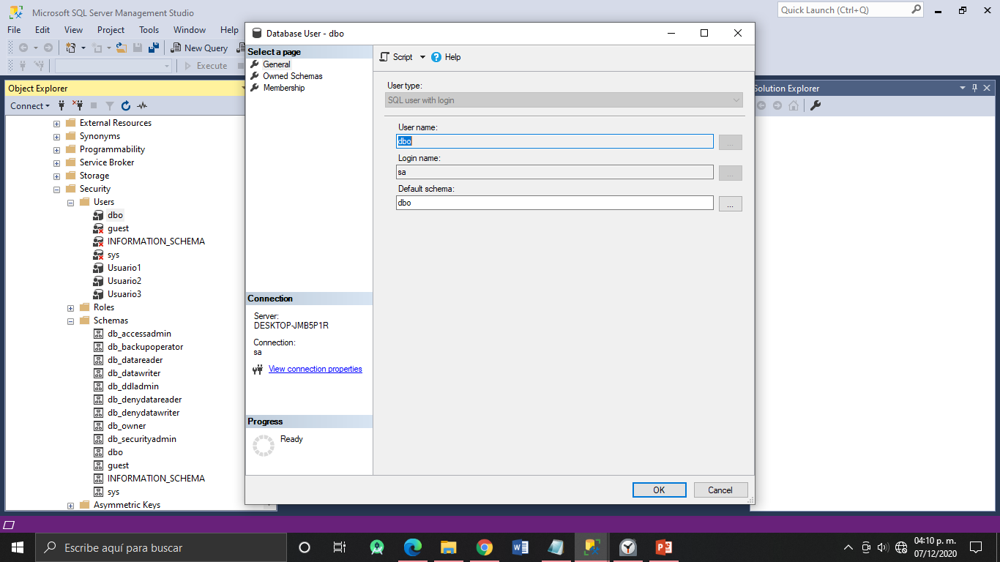 Microsoft SQL Server Management Studio
Quick Launch (Ctrl+Q)
File Edit View Project Tools Window Help
New Query
Execute
Object Explorer
Connect
External Resources
Synonyms
Programmability
Service Broker
Storage
Security
Users
dbo
guest
INFORMATION_SCHEMA
sys
Usuario1
Usuario2
Usuario3
Roles
Schemas
db_accessadmin
db_backupoperator
db_datareader
db_datawriter
db_ddladmin
db_denydatareader
db_denydatawriter
db_owner
db_securityadmin
dbo
guest
INFORMATION_SCHEMA
sys
Asymmetric Keys
Database User - dbo
Select a page
General
Owned Schemas
Membership
Connection
Server:
DESKTOP-JMB5P1R
Connection:
sa
View connection properties
Progress
Ready
Script
Help
User type:
SQL user with login
User name:
dbo
...
Login name:
sa
...
Default schema:
dbo
...
OK
Cancel
Solution Explorer
Escribe aquí para buscar
04:10 p. m.
07/12/2020